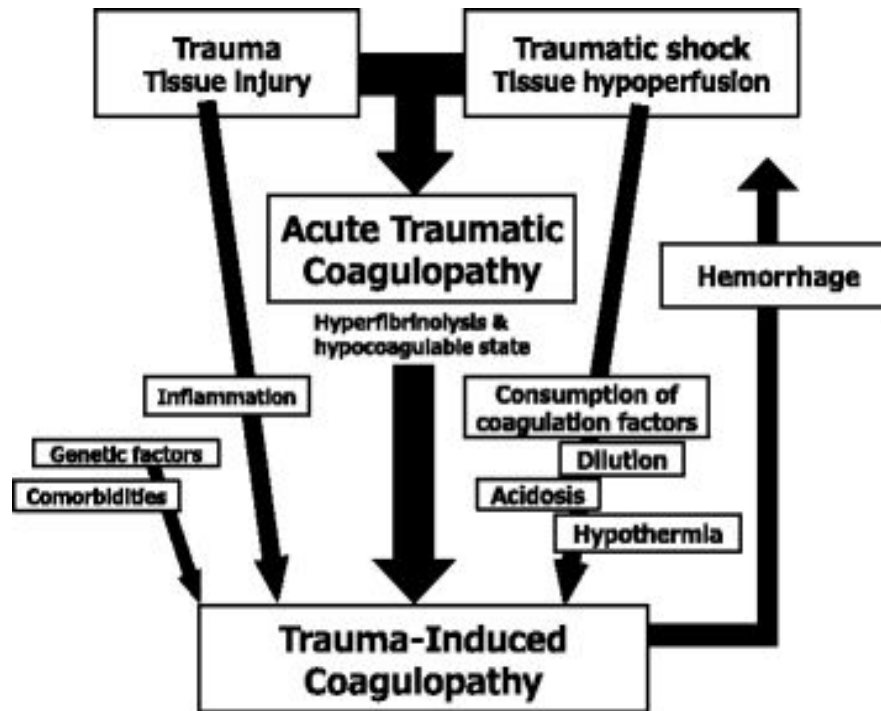 Trauma
Tissue injury
Traumatic shock
Tissue hypoperfusion
Acute Traumatic
Coagulopathy
Hyperfibrinolysis &
hypocoagulable state
Hemorrhage
Inflammation
Consumption of
coagulation factors
Genetic factors
Dilution
Comorbidities
Acidosis
Hypothermia
Trauma-Induced
Coagulopathy